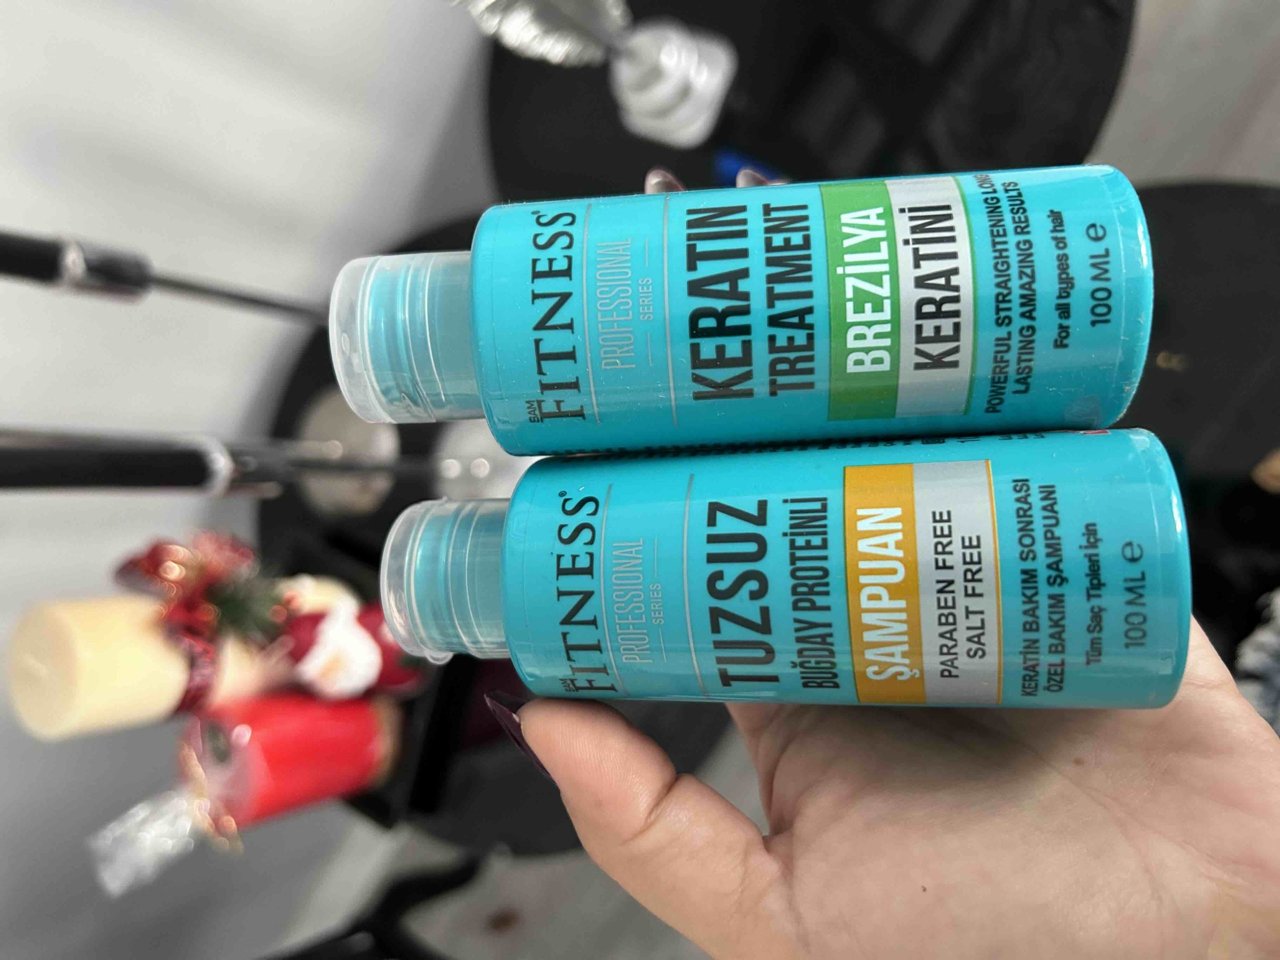 BAM
FITNESS®
PROFESSIONAL
SERIES
KERATIN
TREATMENT
BREZİLYA
KERATİNİ
POWERFUL STRAIGHTENING LONG
LASTING AMAZING RESULTS
For all types of hair
100 ML e
BAM
FITNESS®
PROFESSIONAL
SERIES
TUZSUZ
BUĞDAY PROTEİNLİ
ŞAMPUAN
PARABEN FREE
SALT FREE
KERATİN BAKIM SONRASI
ÖZEL BAKIM ŞAMPUANI
Tüm Saç Tipleri için
100 ML e